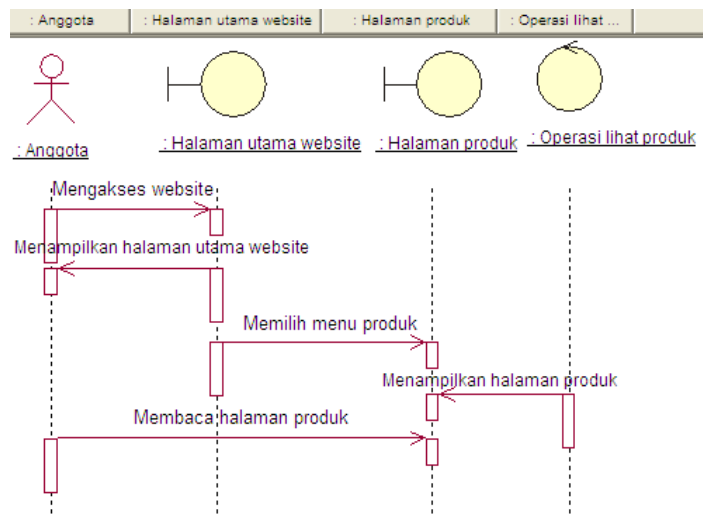 : Anggota
: Halaman utama website
: Halaman produk
: Operasi lihat ...
: Anggota
: Halaman utama website
: Halaman produk
: Operasi lihat produk
Mengakses website
Menampilkan halaman utama website
Memilih menu produk
Menampilkan halaman produk
Membaca halaman produk